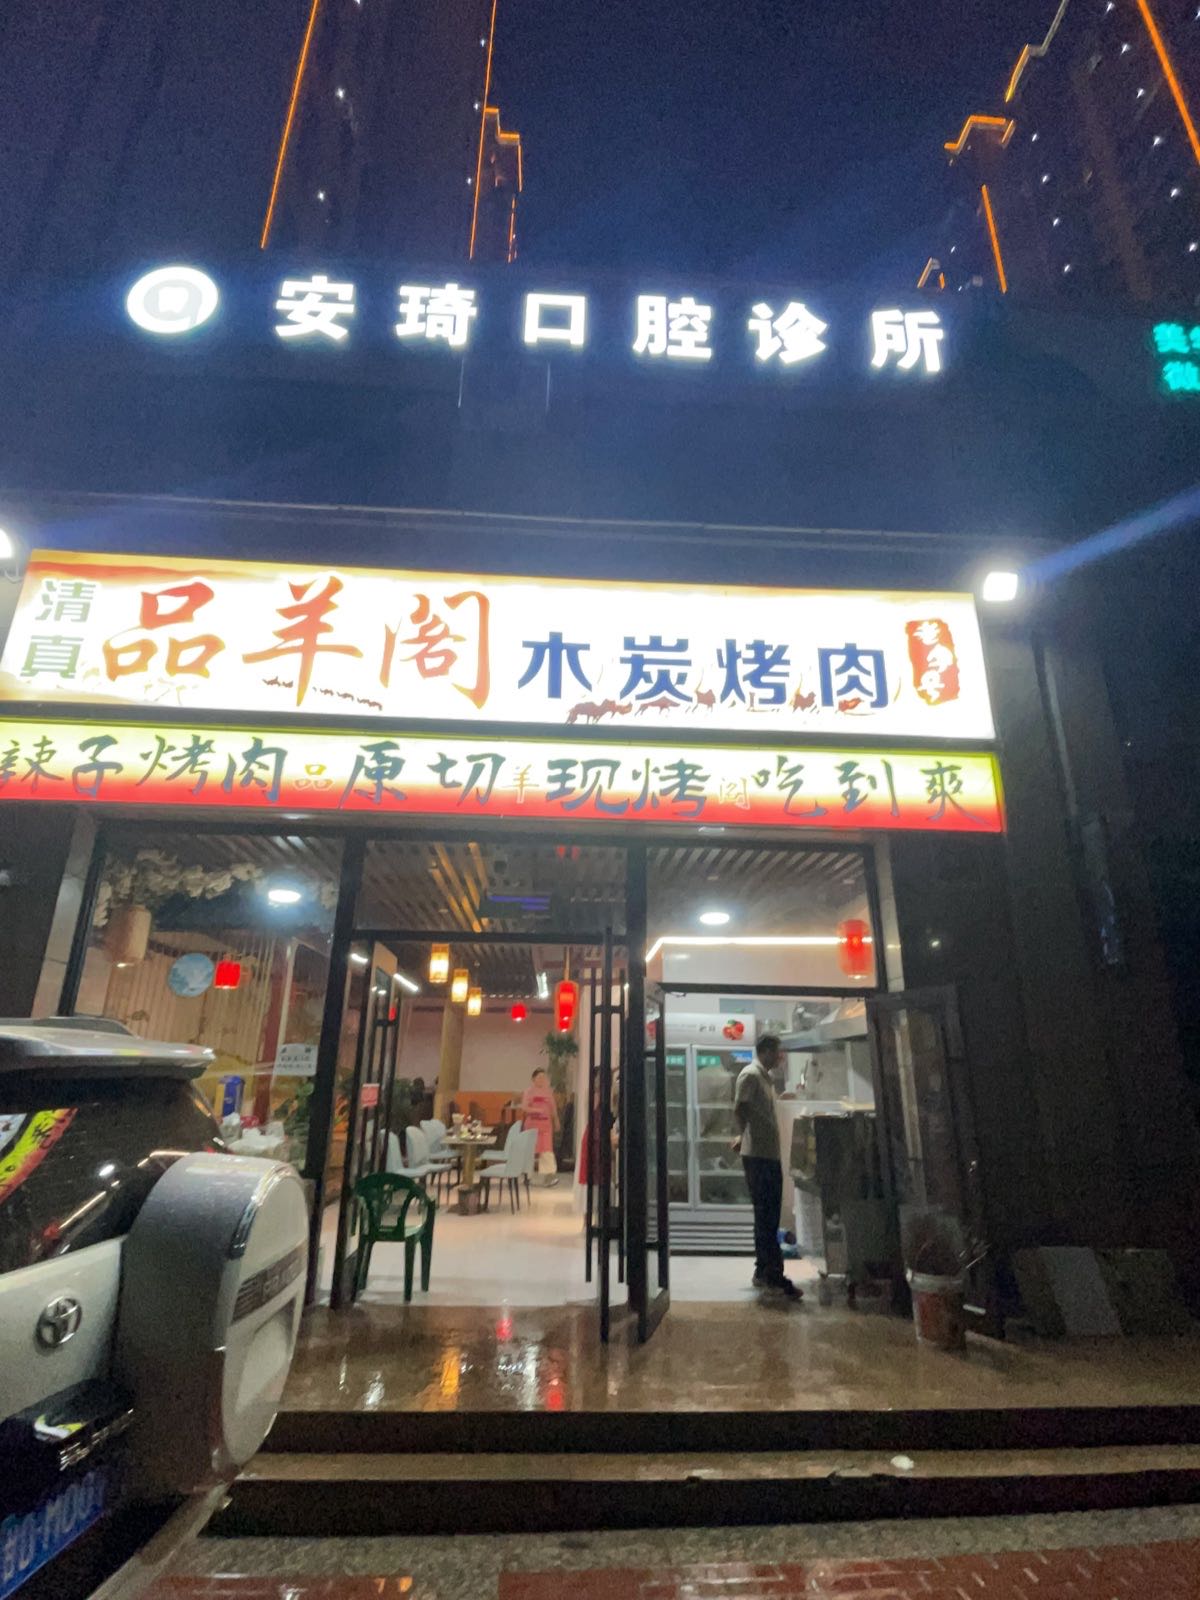 安琦口腔诊所
清真
品羊阁
木炭烤肉
辣子烤肉 品 原切 羊 现烤 阁 吃到爽